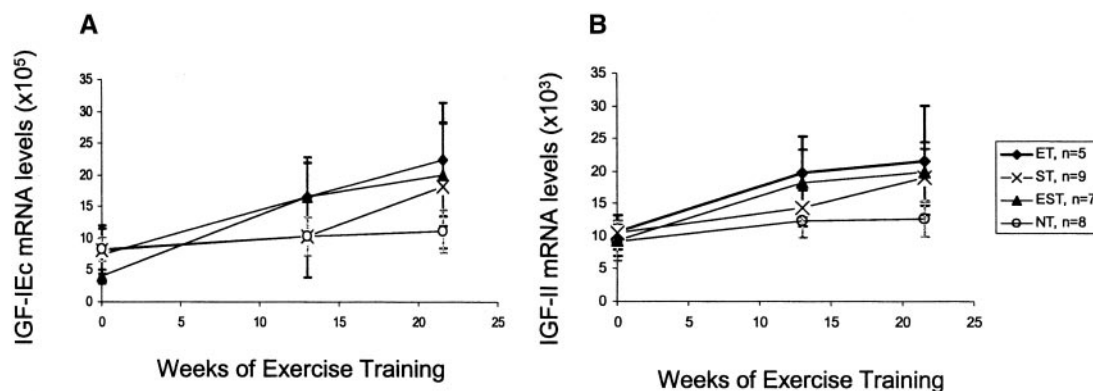 A
IGF-IEc mRNA levels (x10⁵)
35
30
25
20
15
10
5
0
0 5 10 15 20 25
Weeks of Exercise Training
B
IGF-II mRNA levels (x10³)
35
30
25
20
15
10
5
0
0 5 10 15 20 25
Weeks of Exercise Training
ET, n=5
ST, n=9
EST, n=7
NT, n=8